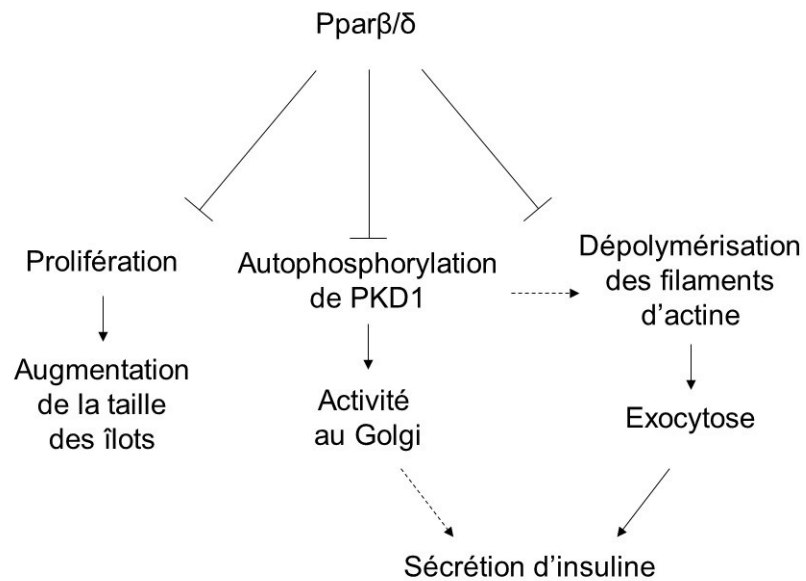 Pparβ/δ
Prolifération
Augmentation
de la taille
des îlots
Autophosphorylation
de PKD1
Activité
au Golgi
Dépolymérisation
des filaments
d’actine
Exocytose
Sécrétion d’insuline